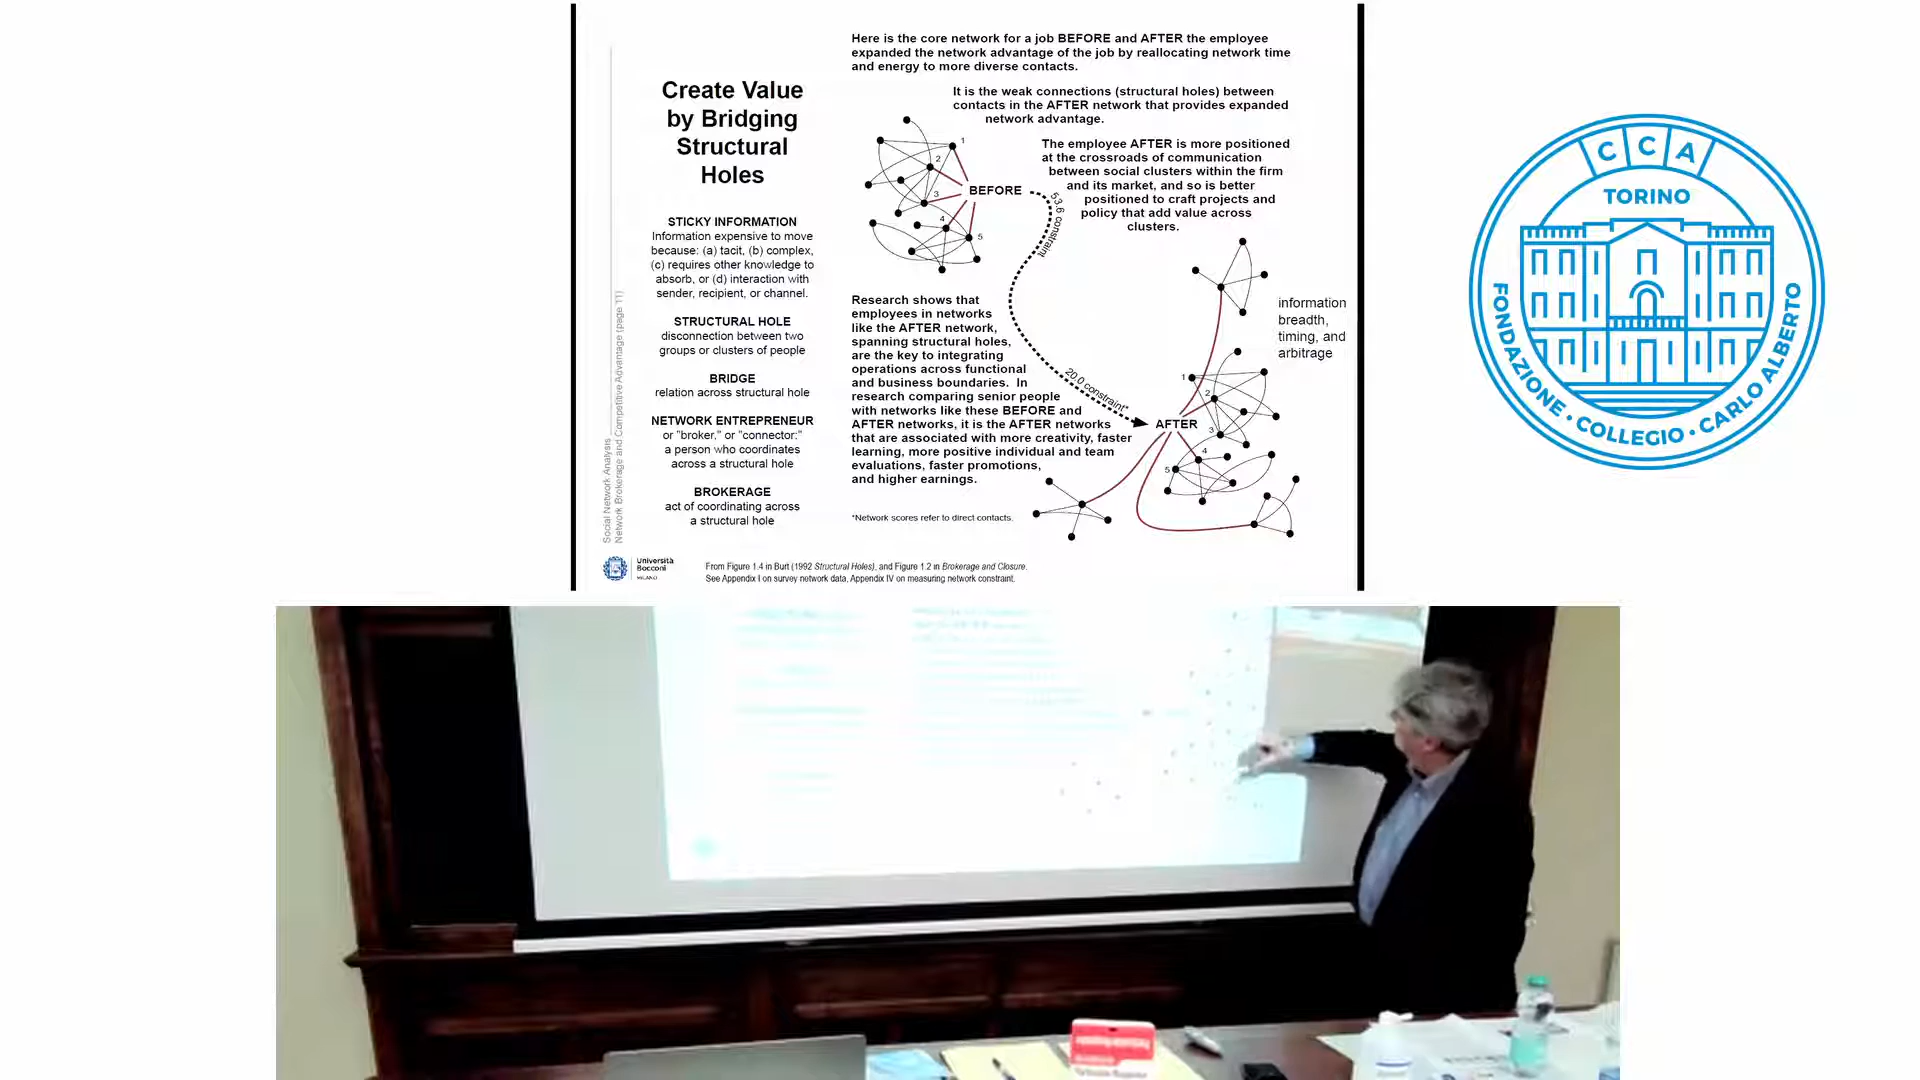 Create Value
by Bridging
Structural
Holes
STICKY INFORMATION
Information expensive to move
because: (a) tacit, (b) complex,
(c) requires other knowledge to
absorb, or (d) interaction with
sender, recipient, or channel.
STRUCTURAL HOLE
disconnection between two
groups or clusters of people
BRIDGE
relation across structural hole
NETWORK ENTREPRENEUR
or "broker," or "connector:"
a person who coordinates
across a structural hole
BROKERAGE
act of coordinating across
a structural hole
Social Network Analysis
Network Brokerage and Competitive Advantage (page 11)
Università
Bocconi
MILANO
Here is the core network for a job BEFORE and AFTER the employee
expanded the network advantage of the job by reallocating network time
and energy to more diverse contacts.
It is the weak connections (structural holes) between
contacts in the AFTER network that provides expanded
network advantage.
The employee AFTER is more positioned
at the crossroads of communication
between social clusters within the firm
and its market, and so is better
positioned to craft projects and
policy that add value across
clusters.
1
2
3
4
5
BEFORE
53.6 constraint
Research shows that
employees in networks
like the AFTER network,
spanning structural holes,
are the key to integrating
operations across functional
and business boundaries. In
research comparing senior people
with networks like these BEFORE and
AFTER networks, it is the AFTER networks
that are associated with more creativity, faster
learning, more positive individual and team
evaluations, faster promotions,
and higher earnings.
*Network scores refer to direct contacts.
20.0 constraint*
AFTER
1
2
3
4
5
information
breadth,
timing, and
arbitrage
From Figure 1.4 in Burt (1992 Structural Holes), and Figure 1.2 in Brokerage and Closure.
See Appendix I on survey network data, Appendix IV on measuring network constraint.
CCA
TORINO
FONDAZIONE • COLLEGIO • CARLO ALBERTO